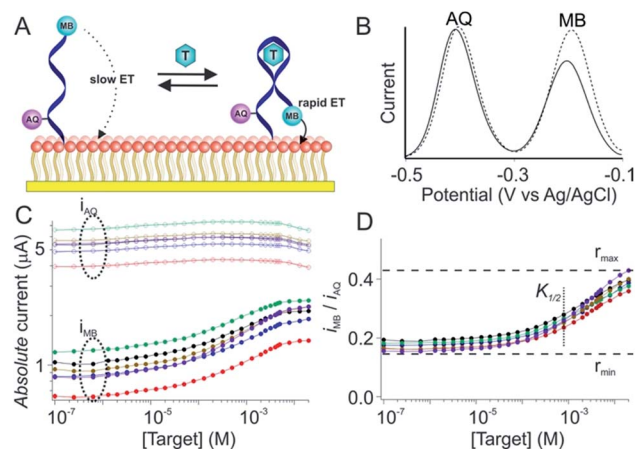 A
MB
T
slow ET
rapid ET
T
AQ
AQ
MB
B
AQ
MB
Current
-0.5
-0.3
-0.1
Potential (V vs Ag/AgCl)
C
i_AQ
5
Absolute current (μA)
i_MB
1
10⁻⁷
10⁻⁵
10⁻³
[Target] (M)
D
r_max
0.4
K_1/2
i_MB / i_AQ
0.2
r_min
0.0
10⁻⁷
10⁻⁵
10⁻³
[Target] (M)